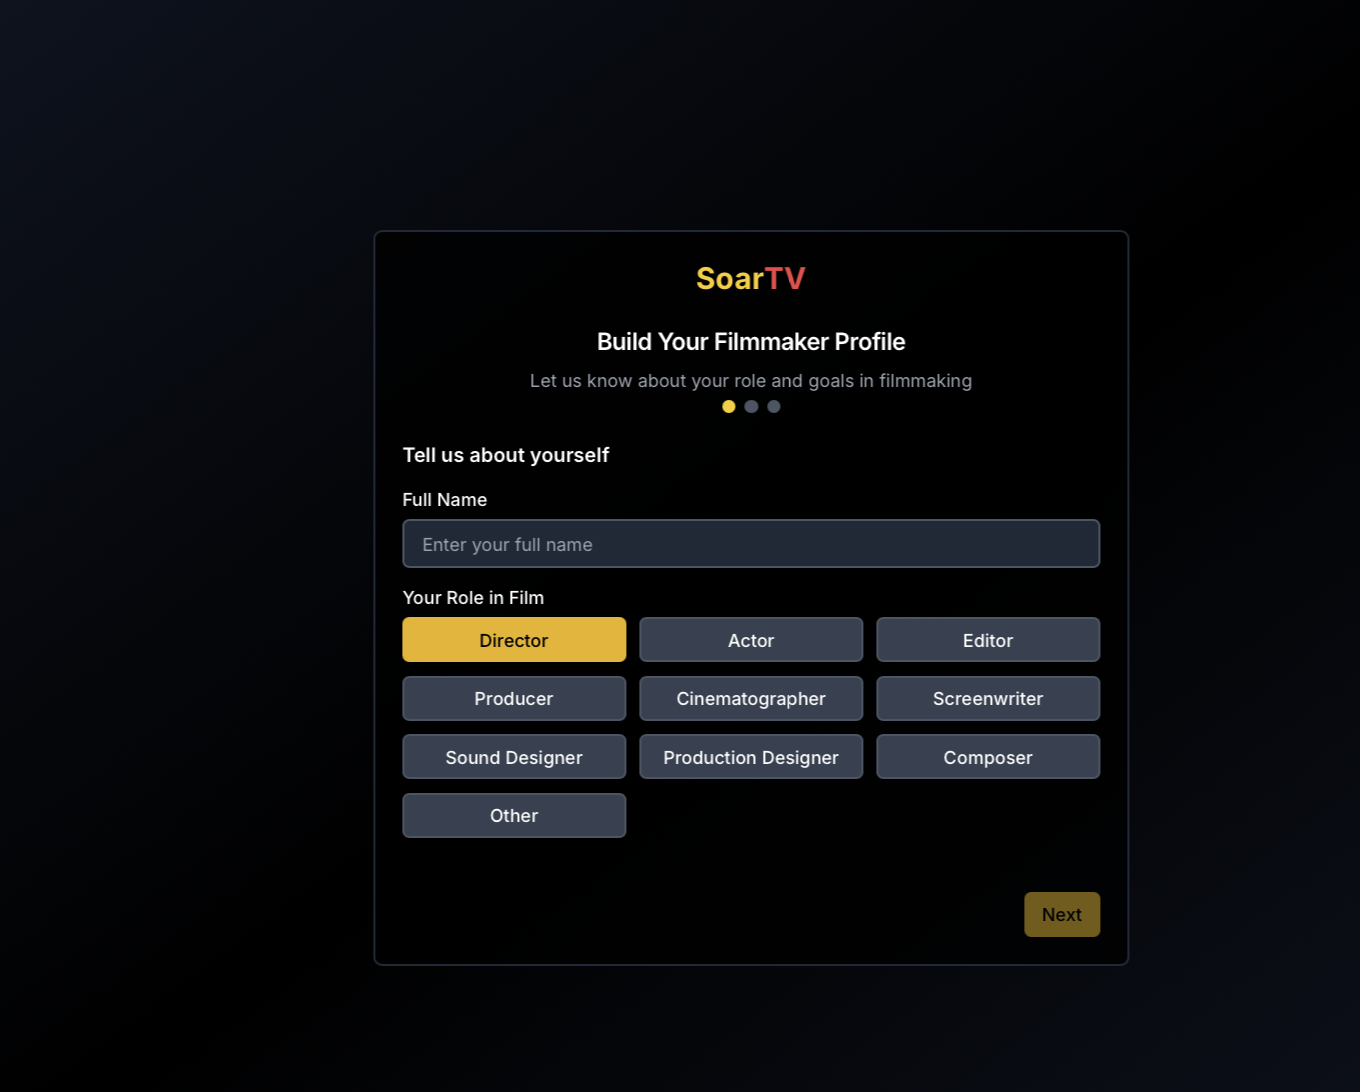 SoarTV
Build Your Filmmaker Profile
Let us know about your role and goals in filmmaking
Tell us about yourself
Full Name
Enter your full name
Your Role in Film
Director Actor Editor
Producer Cinematographer Screenwriter
Sound Designer Production Designer Composer
Other
Next